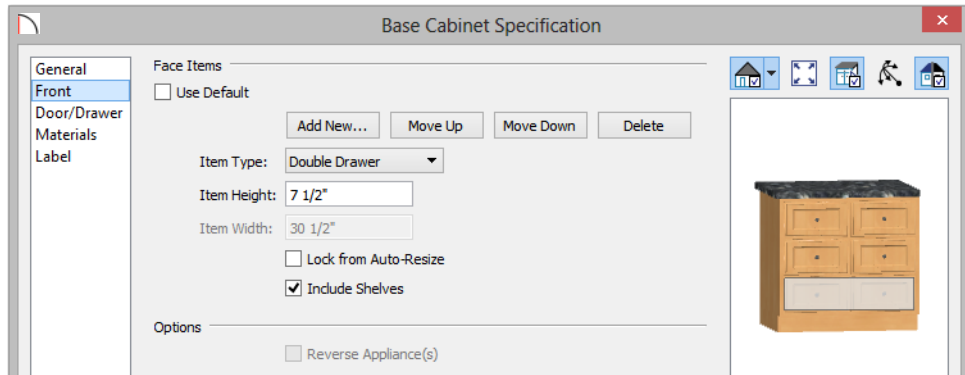 Base Cabinet Specification
General
Front
Door/Drawer
Materials
Label
Face Items
Use Default
Add New... Move Up Move Down Delete
Item Type: Double Drawer
Item Height: 7 1/2"
Item Width: 30 1/2"
Lock from Auto-Resize
Include Shelves
Options
Reverse Appliance(s)